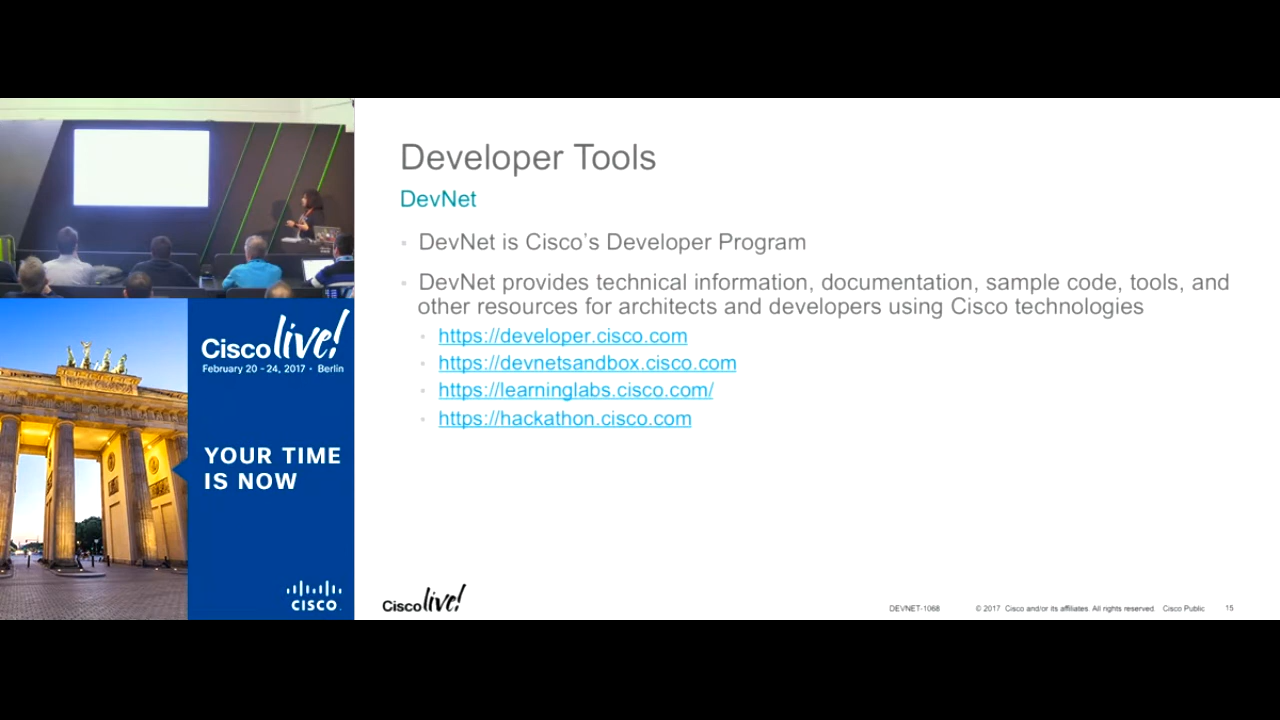 Developer Tools
DevNet
DevNet is Cisco's Developer Program
DevNet provides technical information, documentation, sample code, tools, and
other resources for architects and developers using Cisco technologies
https://developer.cisco.com
https://devnetsandbox.cisco.com
https://learninglabs.cisco.com/
https://hackathon.cisco.com
Cisco live!
February 20 - 24, 2017 • Berlin
YOUR TIME
IS NOW
CISCO.
Cisco live!
DEVNET-1068 © 2017 Cisco and/or its affiliates. All rights reserved. Cisco Public 15